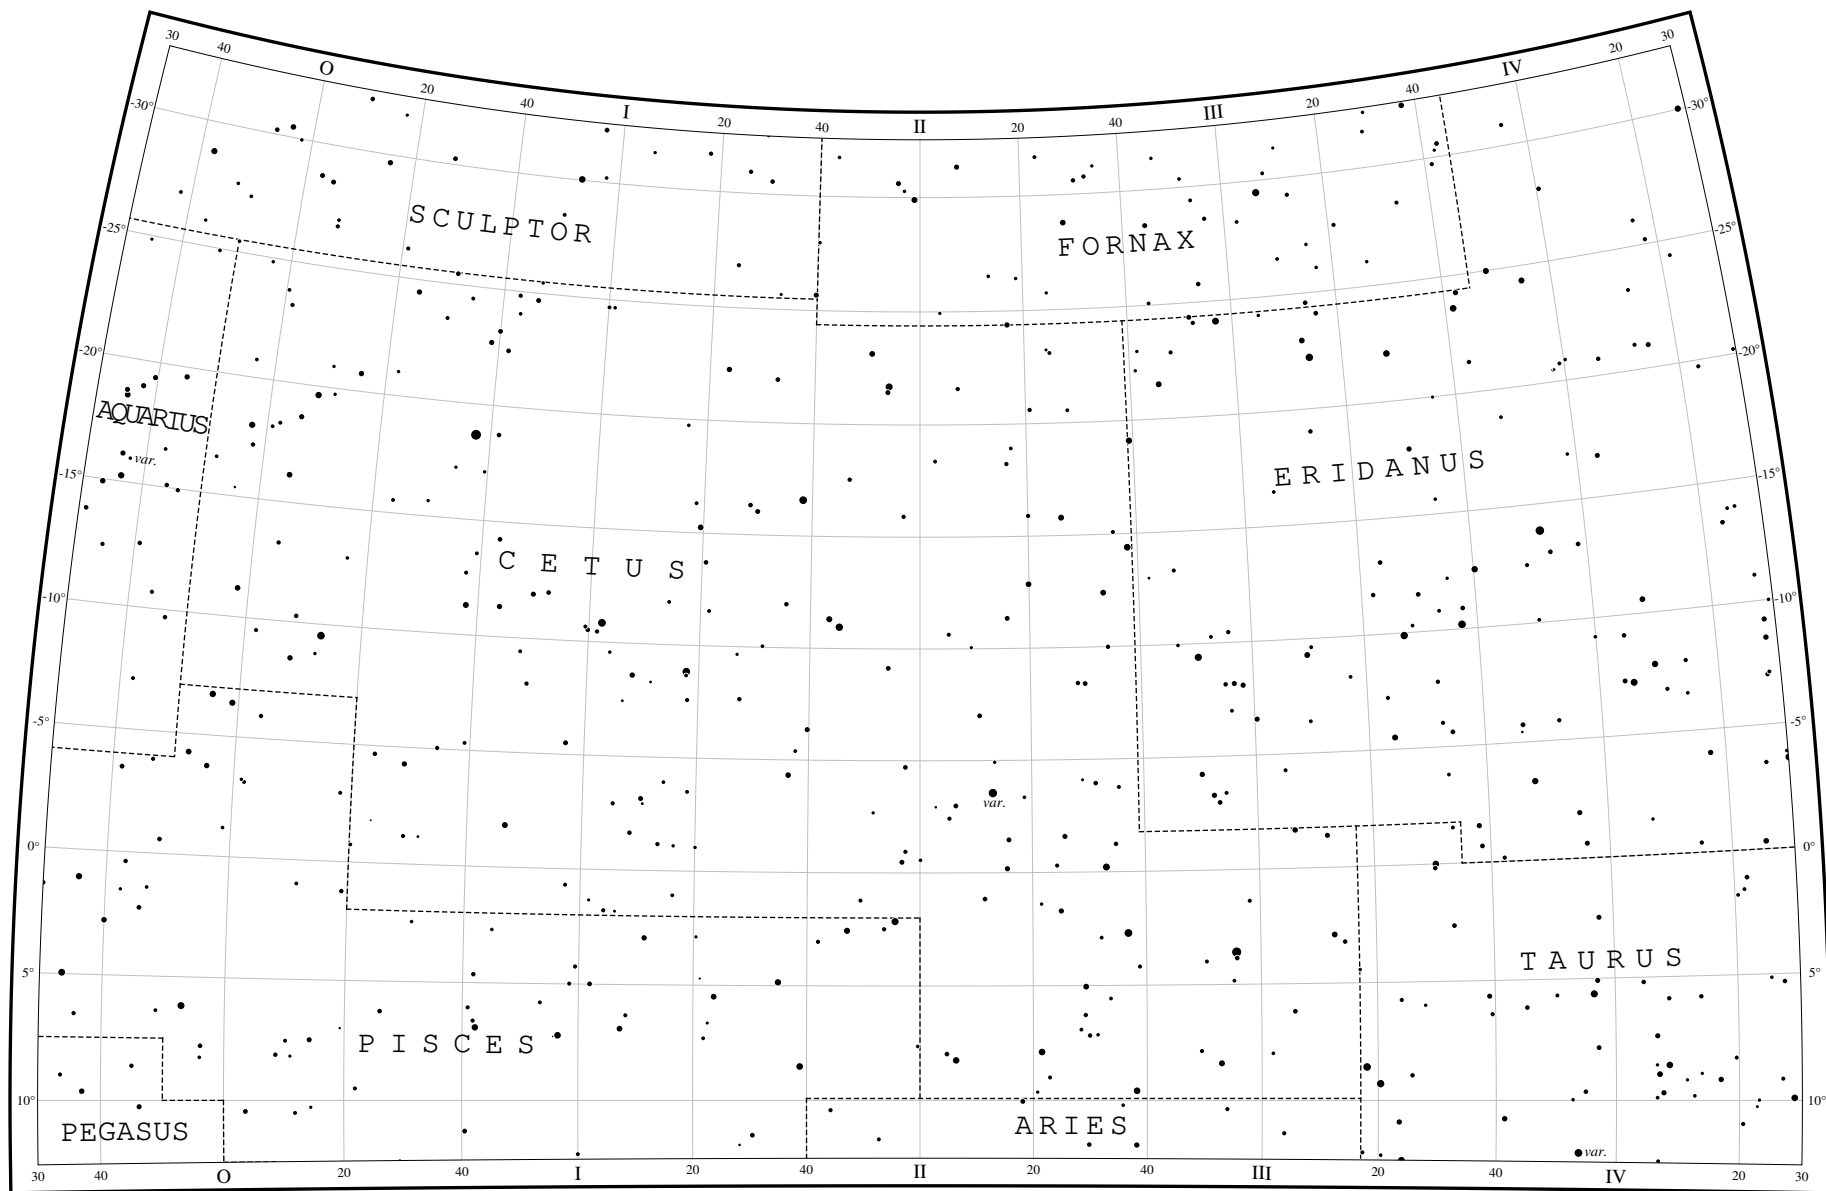 30 40 O 20 40 I 20 40 II 20 40 III 20 40 IV 20 30
-30° -30°
SCULPTOR FORNAX
-25° -25°
-20° -20°
AQUARIUS
var.
ERIDANUS
-15° -15°
CETUS
-10° -10°
-5° -5°
var.
0° 0°
TAURUS
5° 5°
PISCES
10° 10°
PEGASUS ARIES
var.
30 40 O 20 40 I 20 40 II 20 40 III 20 40 IV 20 30